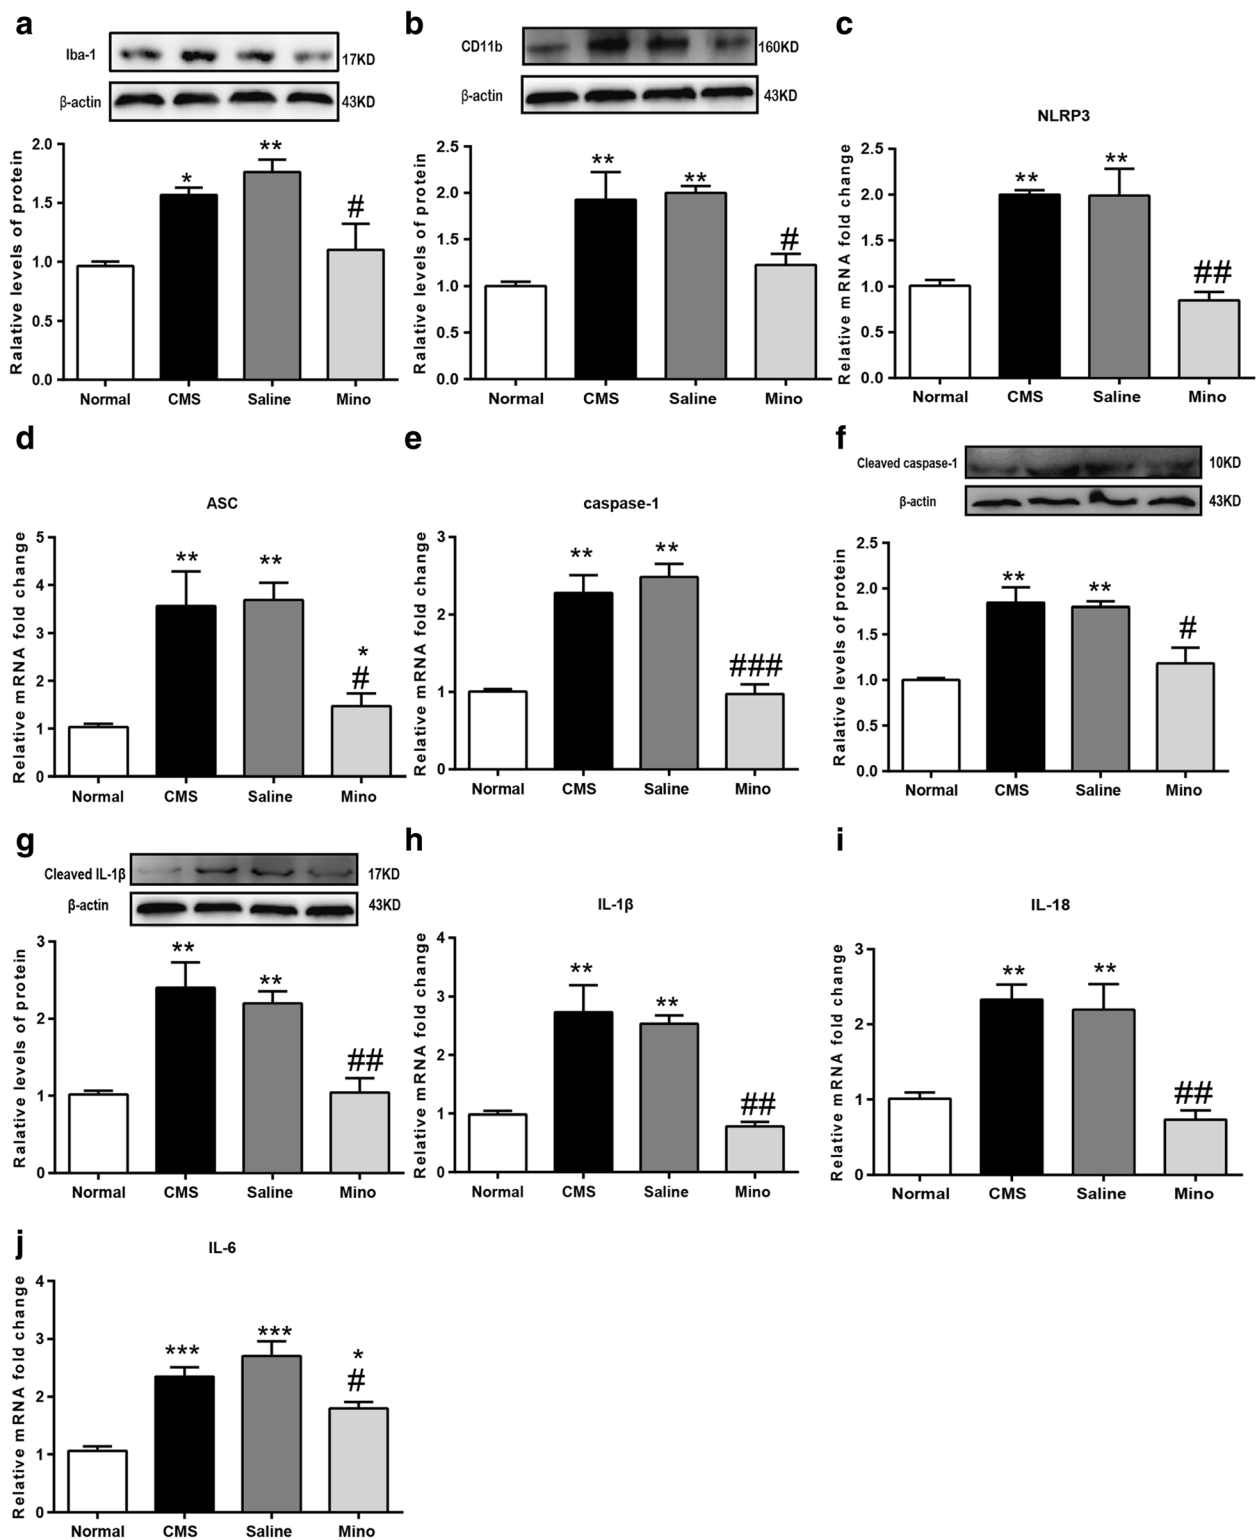 a
Iba-1
17KD
β-actin
43KD
Ralative levels of protein
2.0
1.5
1.0
0.5
0.0
*
**
#
Normal CMS Saline Mino
b
CD11b
160KD
β-actin
43KD
Ralative levels of protein
2.5
2.0
1.5
1.0
0.5
0.0
**
**
#
Normal CMS Saline Mino
c
NLRP3
Relative mRNA fold change
2.5
2.0
1.5
1.0
0.5
0.0
**
**
##
Normal CMS Saline Mino
d
ASC
Relative mRNA fold change
5
4
3
2
1
0
**
**
*
#
Normal CMS Saline Mino
e
caspase-1
Relative mRNA fold change
3
2
1
0
**
**
###
Normal CMS Saline Mino
f
Cleaved caspase-1
10KD
β-actin
43KD
Ralative levels of protein
2.5
2.0
1.5
1.0
0.5
0.0
**
**
#
Normal CMS Saline Mino
g
Cleaved IL-1β
17KD
β-actin
43KD
Ralative levels of protein
3
2
1
0
**
**
##
Normal CMS Saline Mino
h
IL-1β
Relative mRNA fold change
4
3
2
1
0
**
**
##
Normal CMS Saline Mino
i
IL-18
Relative mRNA fold change
3
2
1
0
**
**
##
Normal CMS Saline Mino
j
IL-6
Relative mRNA fold change
4
3
2
1
0
***
***
*
#
Normal CMS Saline Mino